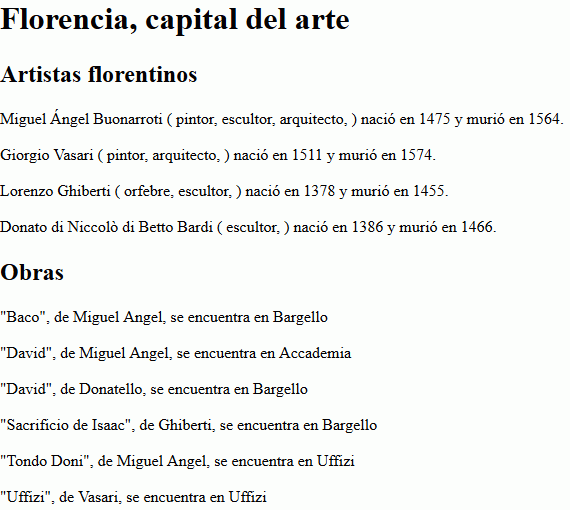 Florencia, capital del arte
Artistas florentinos
Miguel Ángel Buonarroti ( pintor, escultor, arquitecto, ) nació en 1475 y murió en 1564.
Giorgio Vasari ( pintor, arquitecto, ) nació en 1511 y murió en 1574.
Lorenzo Ghiberti ( orfebre, escultor, ) nació en 1378 y murió en 1455.
Donato di Niccolò di Betto Bardi ( escultor, ) nació en 1386 y murió en 1466.
Obras
"Baco", de Miguel Angel, se encuentra en Bargello
"David", de Miguel Angel, se encuentra en Accademia
"David", de Donatello, se encuentra en Bargello
"Sacrificio de Isaac", de Ghiberti, se encuentra en Bargello
"Tondo Doni", de Miguel Angel, se encuentra en Uffizi
"Uffizi", de Vasari, se encuentra en Uffizi